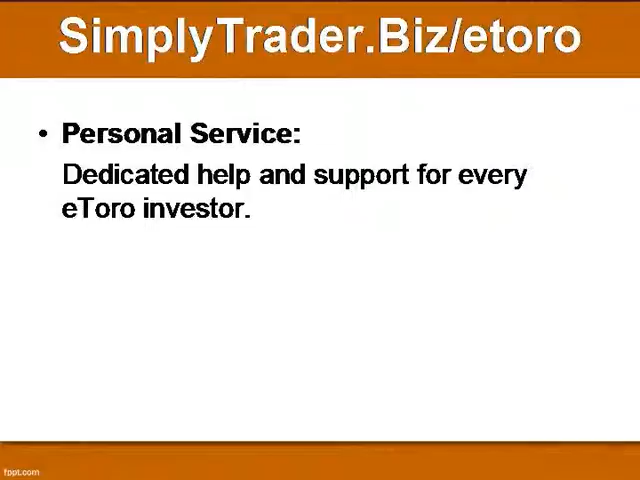 SimplyTrader.Biz/etoro
• Personal Service:
Dedicated help and support for every
eToro investor.
fppt.com